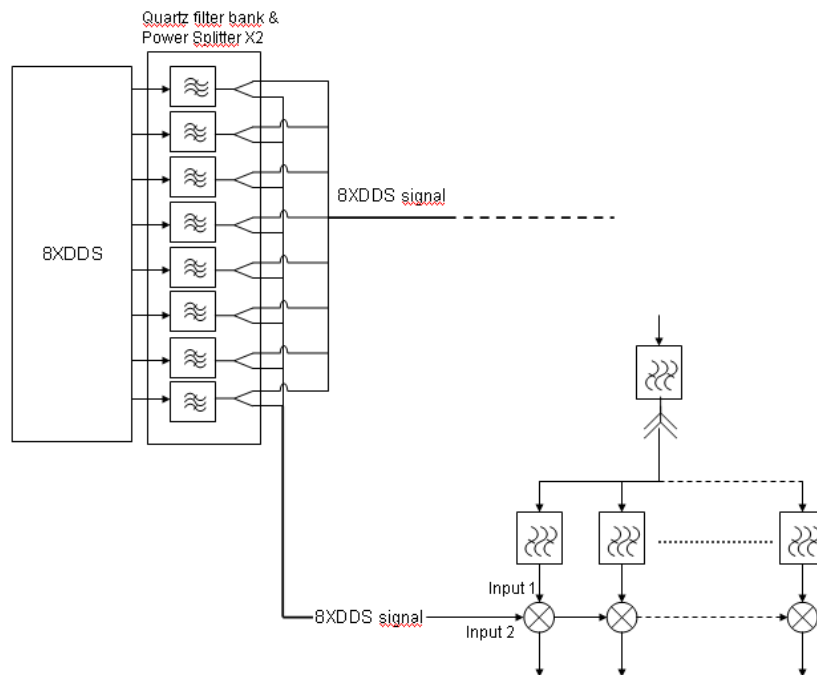 Quartz filter bank &
Power Splitter X2
8XDDS signal
8XDDS
Input 1
8XDDS signal
Input 2